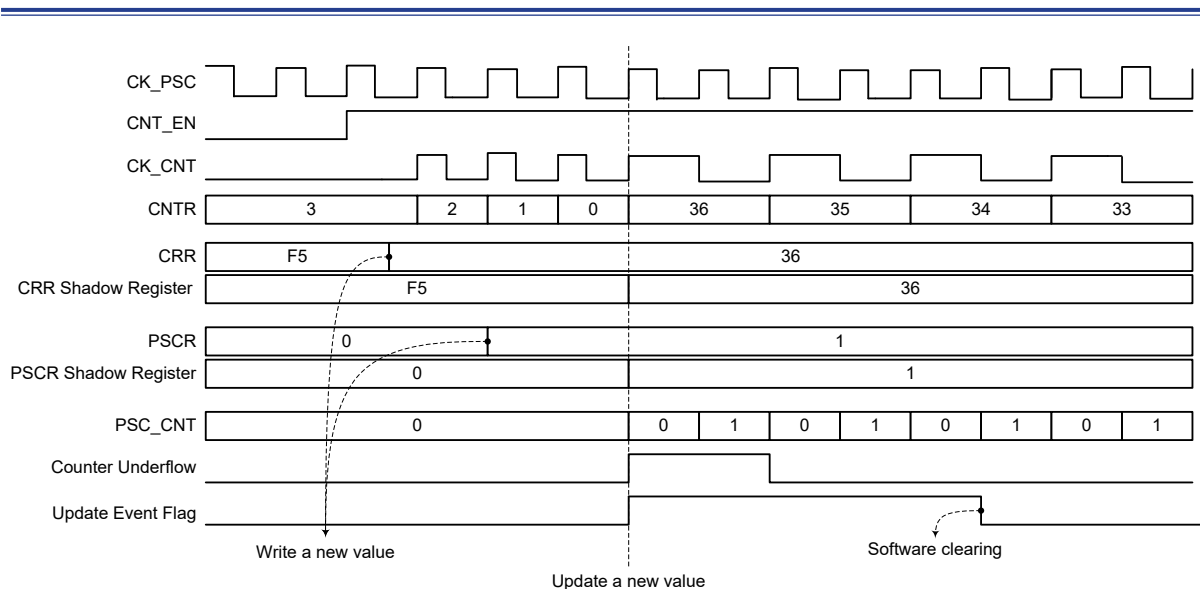 CK_PSC
CNT_EN
CK_CNT
CNTR 3 2 1 0 36 35 34 33
CRR F5 36
CRR Shadow Register F5 36
PSCR 0 1
PSCR Shadow Register 0 1
PSC_CNT 0 0 1 0 1 0 1 0 1
Counter Underflow
Update Event Flag
Write a new value Software clearing
Update a new value